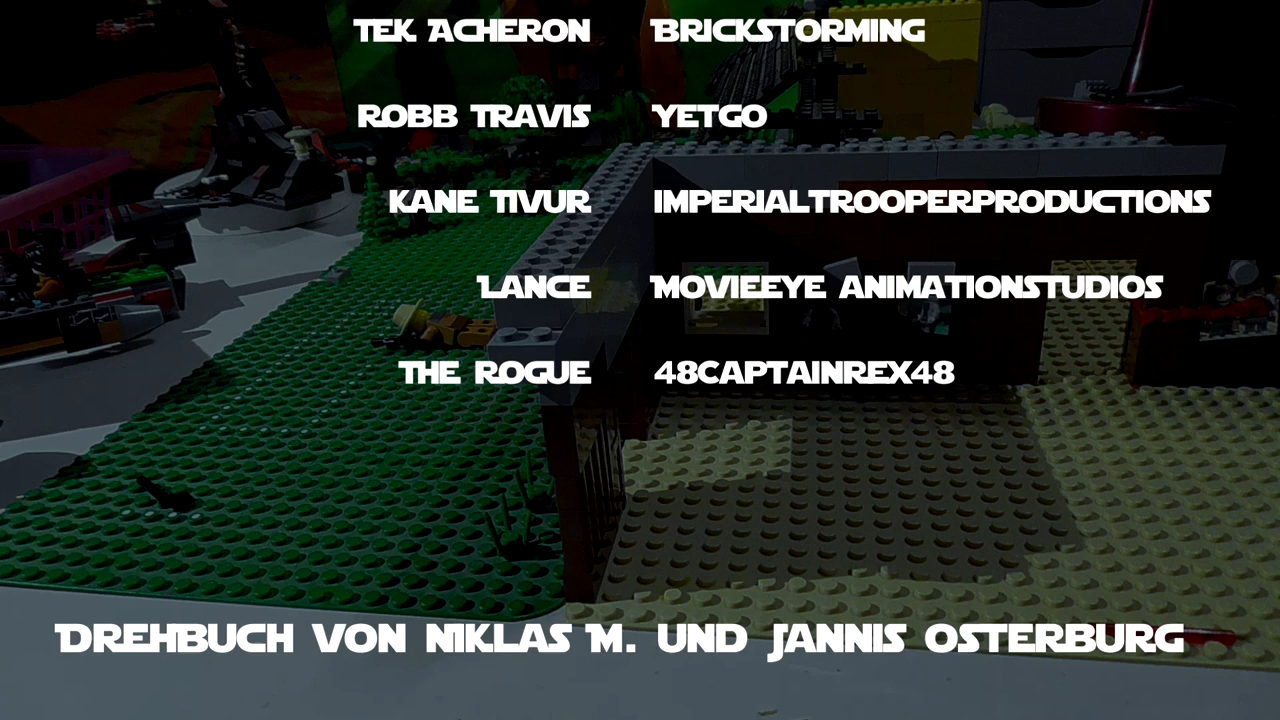 Tek Acheron Brickstorming
Robb Travis Yetgo
Kane Tivur ImperialTrooperProductions
Lance MovieEye Animationstudios
The Rogue 48CaptainRex48
Drehbuch von Niklas M. und Jannis Osterburg